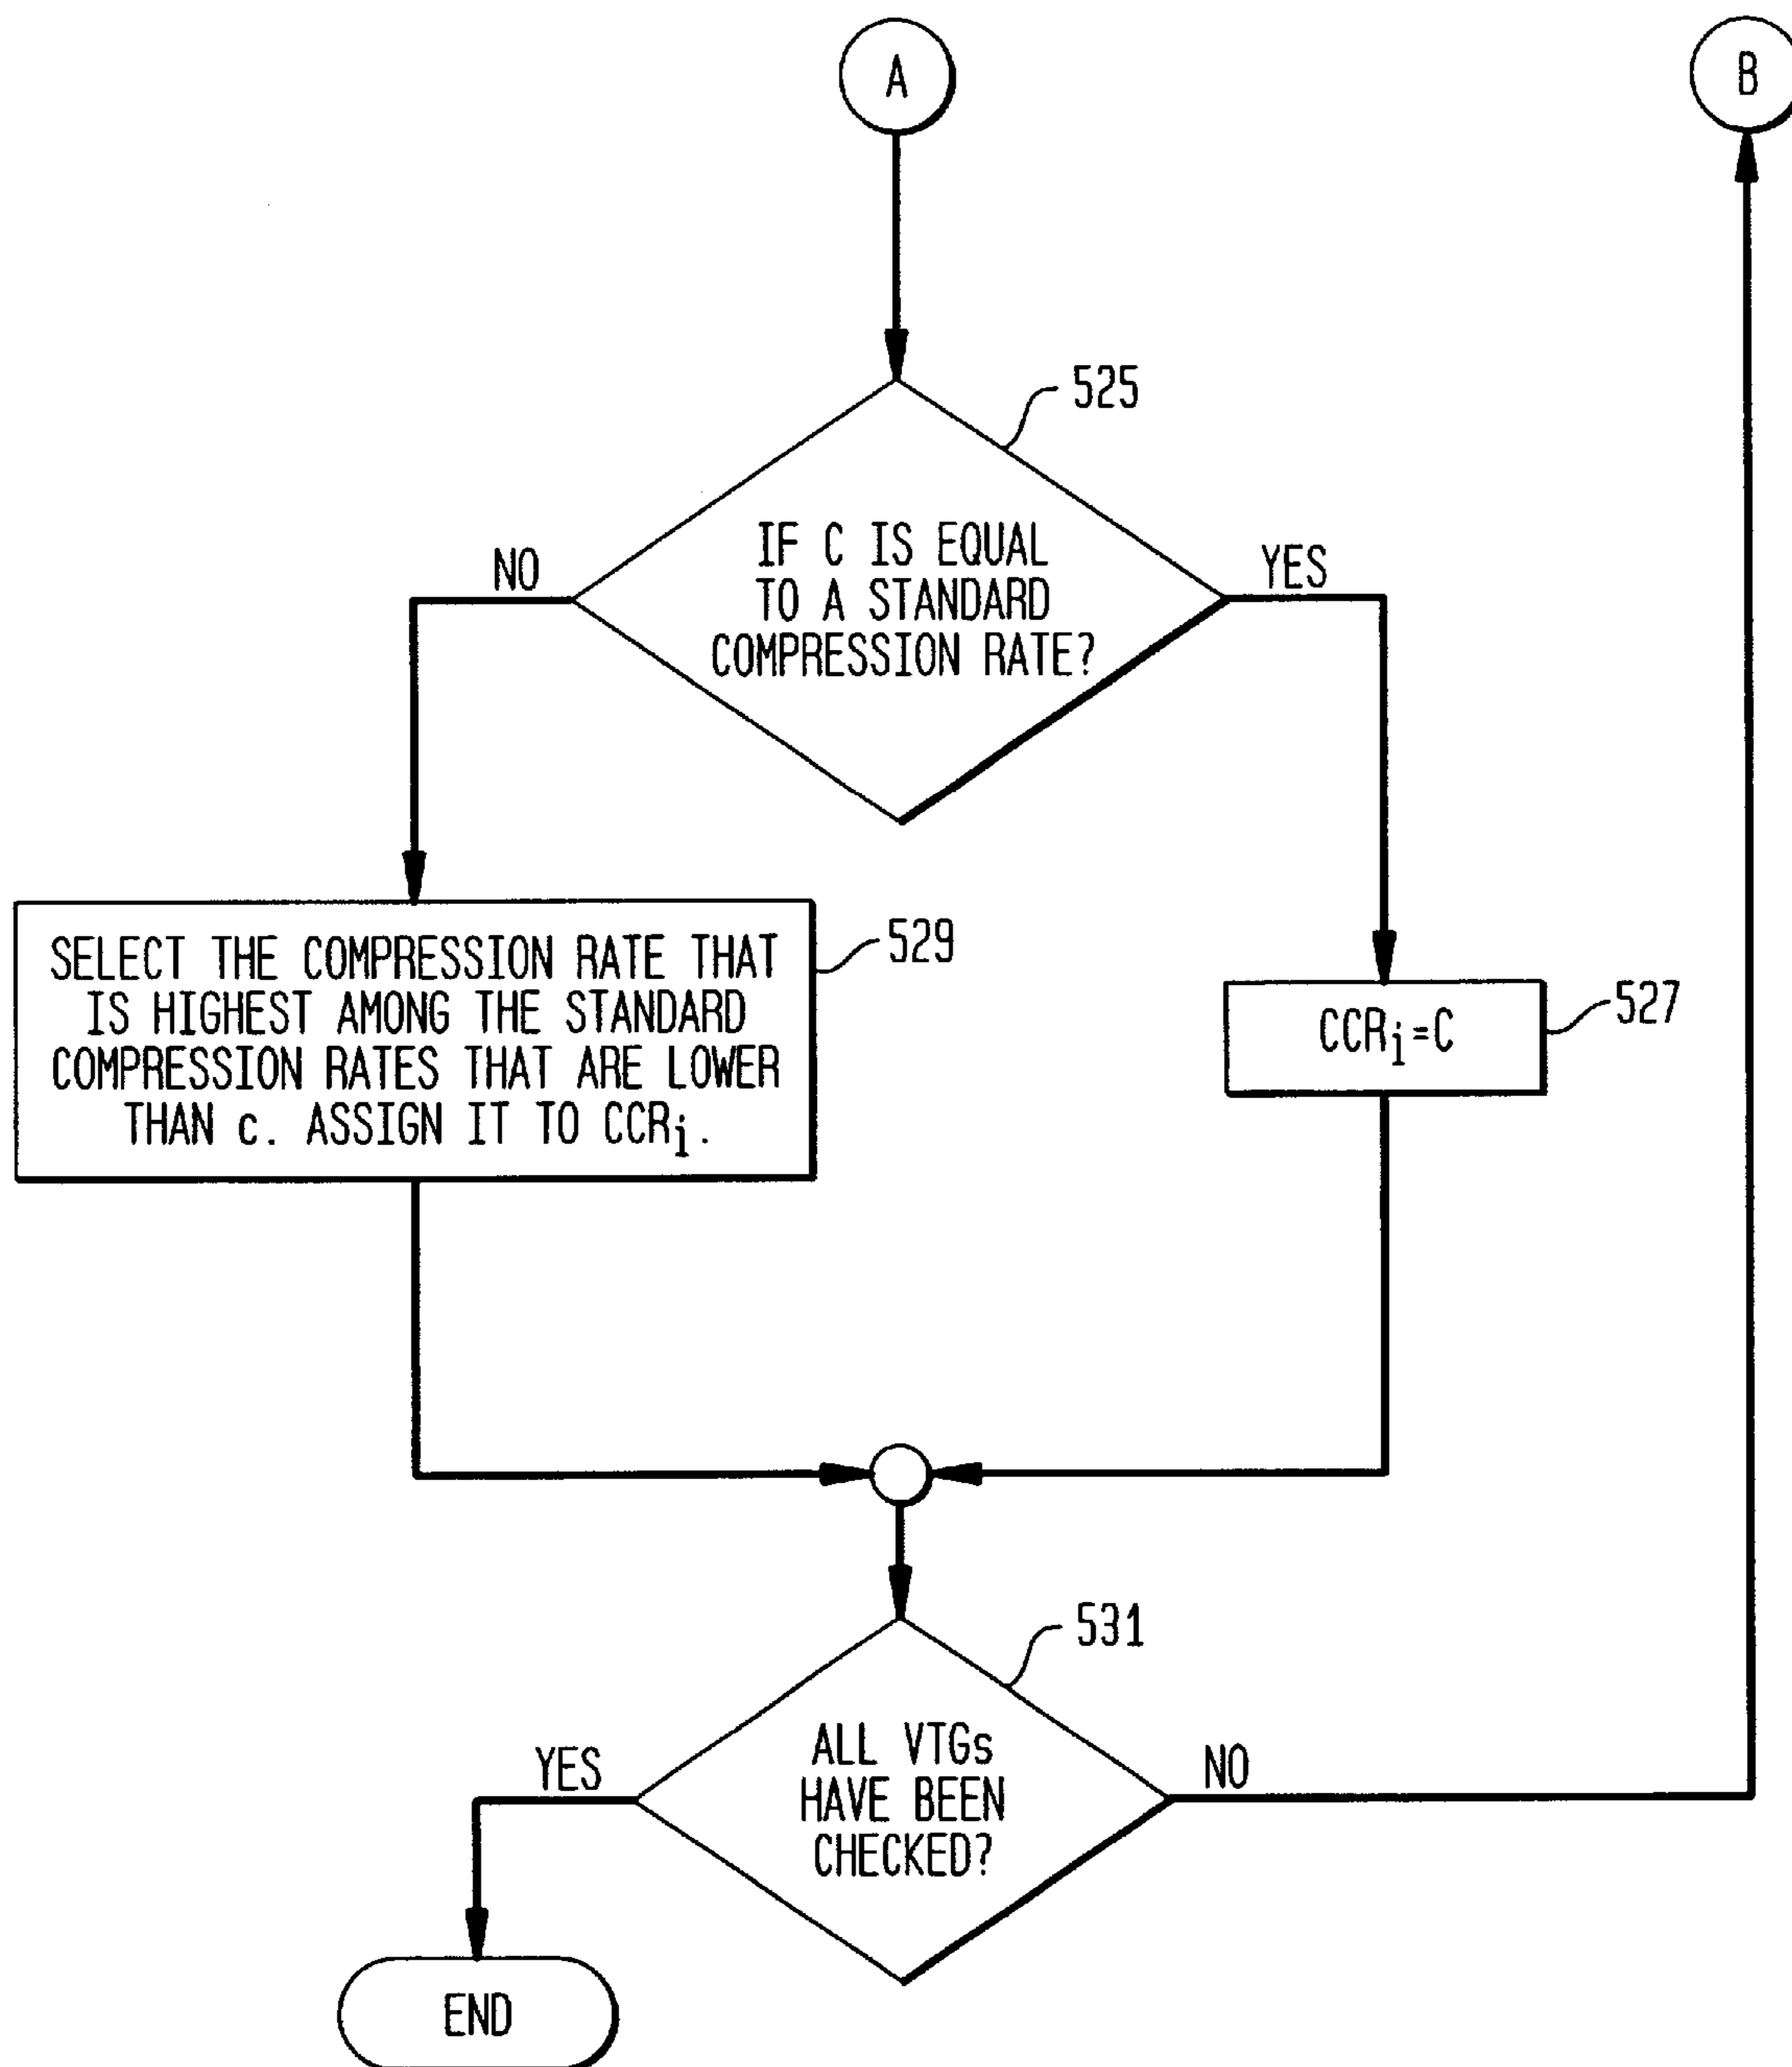 A
B
525
IF C IS EQUAL
TO A STANDARD
COMPRESSION RATE?
NO
YES
529
SELECT THE COMPRESSION RATE THAT
IS HIGHEST AMONG THE STANDARD
COMPRESSION RATES THAT ARE LOWER
THAN c. ASSIGN IT TO CCRi.
527
CCRi=C
531
ALL VTGs
HAVE BEEN
CHECKED?
YES
NO
END